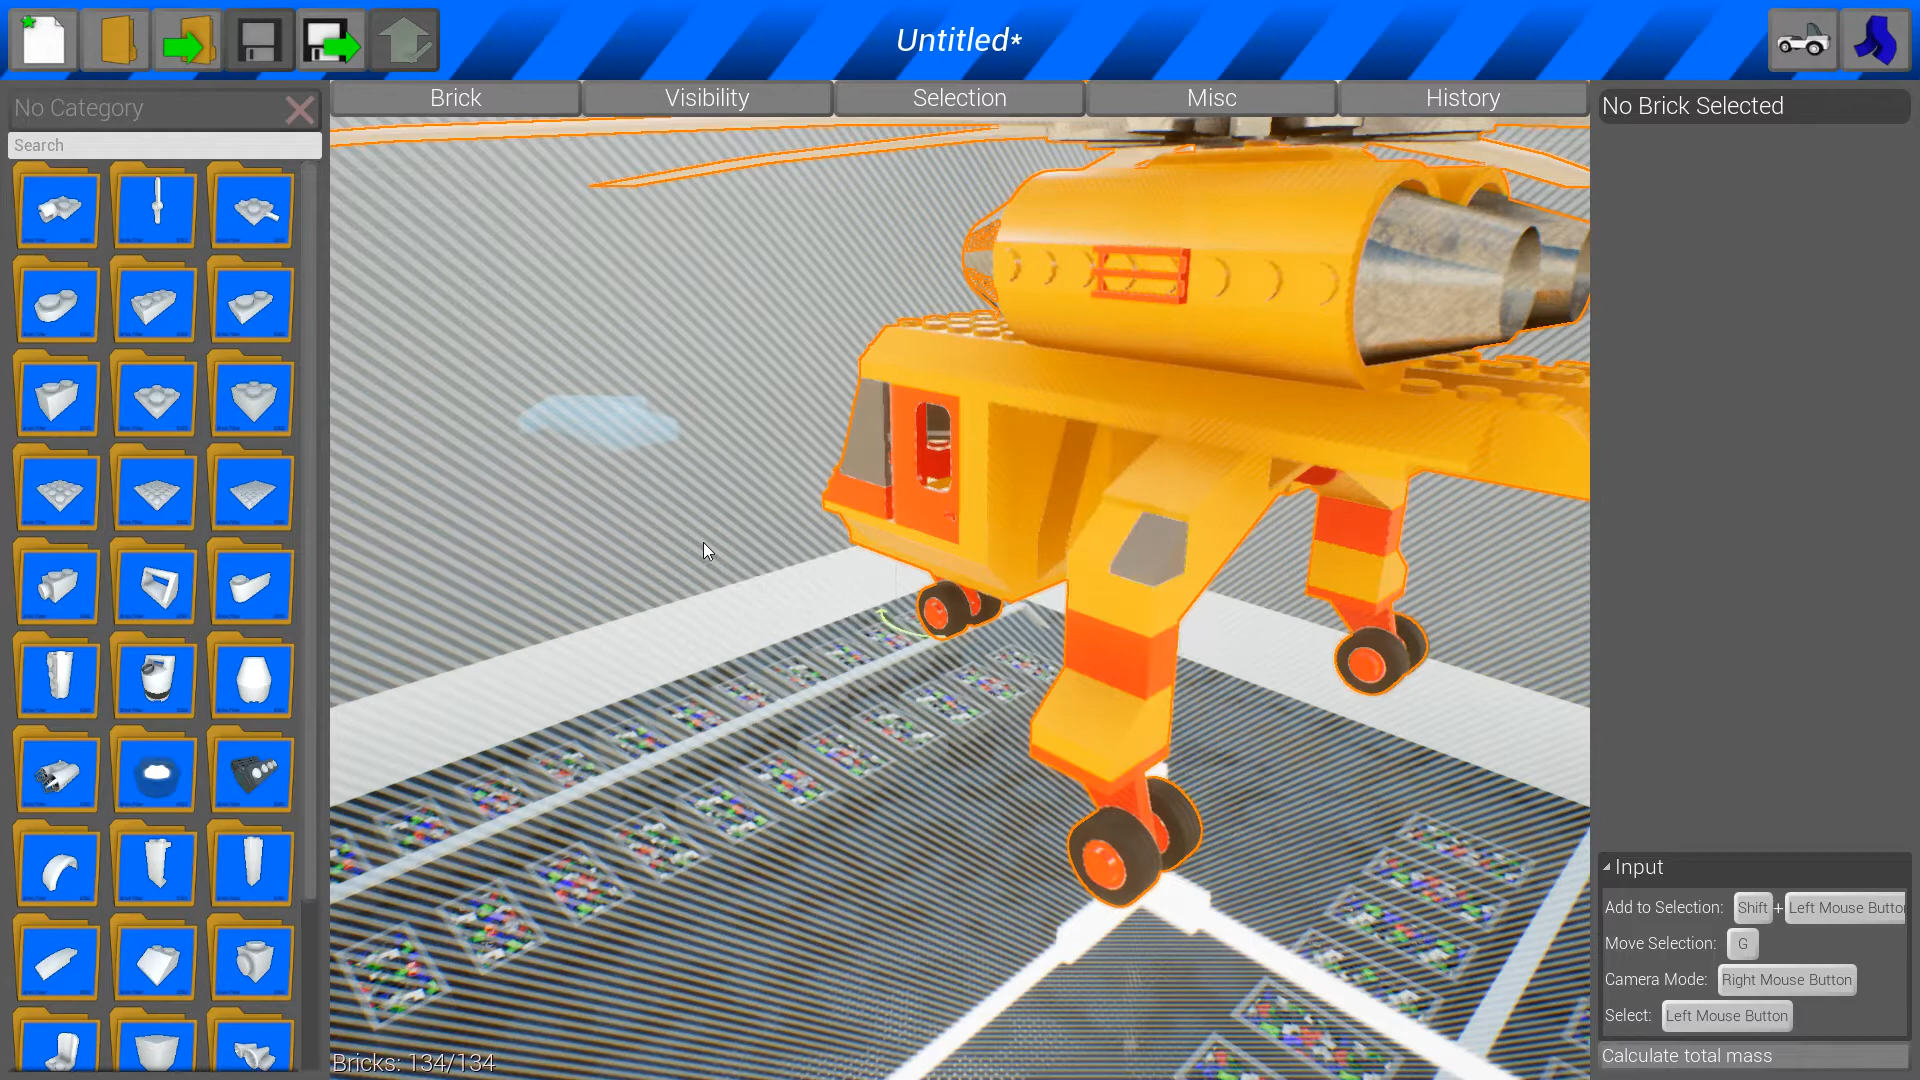 Untitled*
No Category
Search
Brick
Visibility
Selection
Misc
History
No Brick Selected
Input
Add to Selection: Shift + Left Mouse Butto
Move Selection: G
Camera Mode: Right Mouse Button
Select: Left Mouse Button
Calculate total mass
Bricks: 134/134